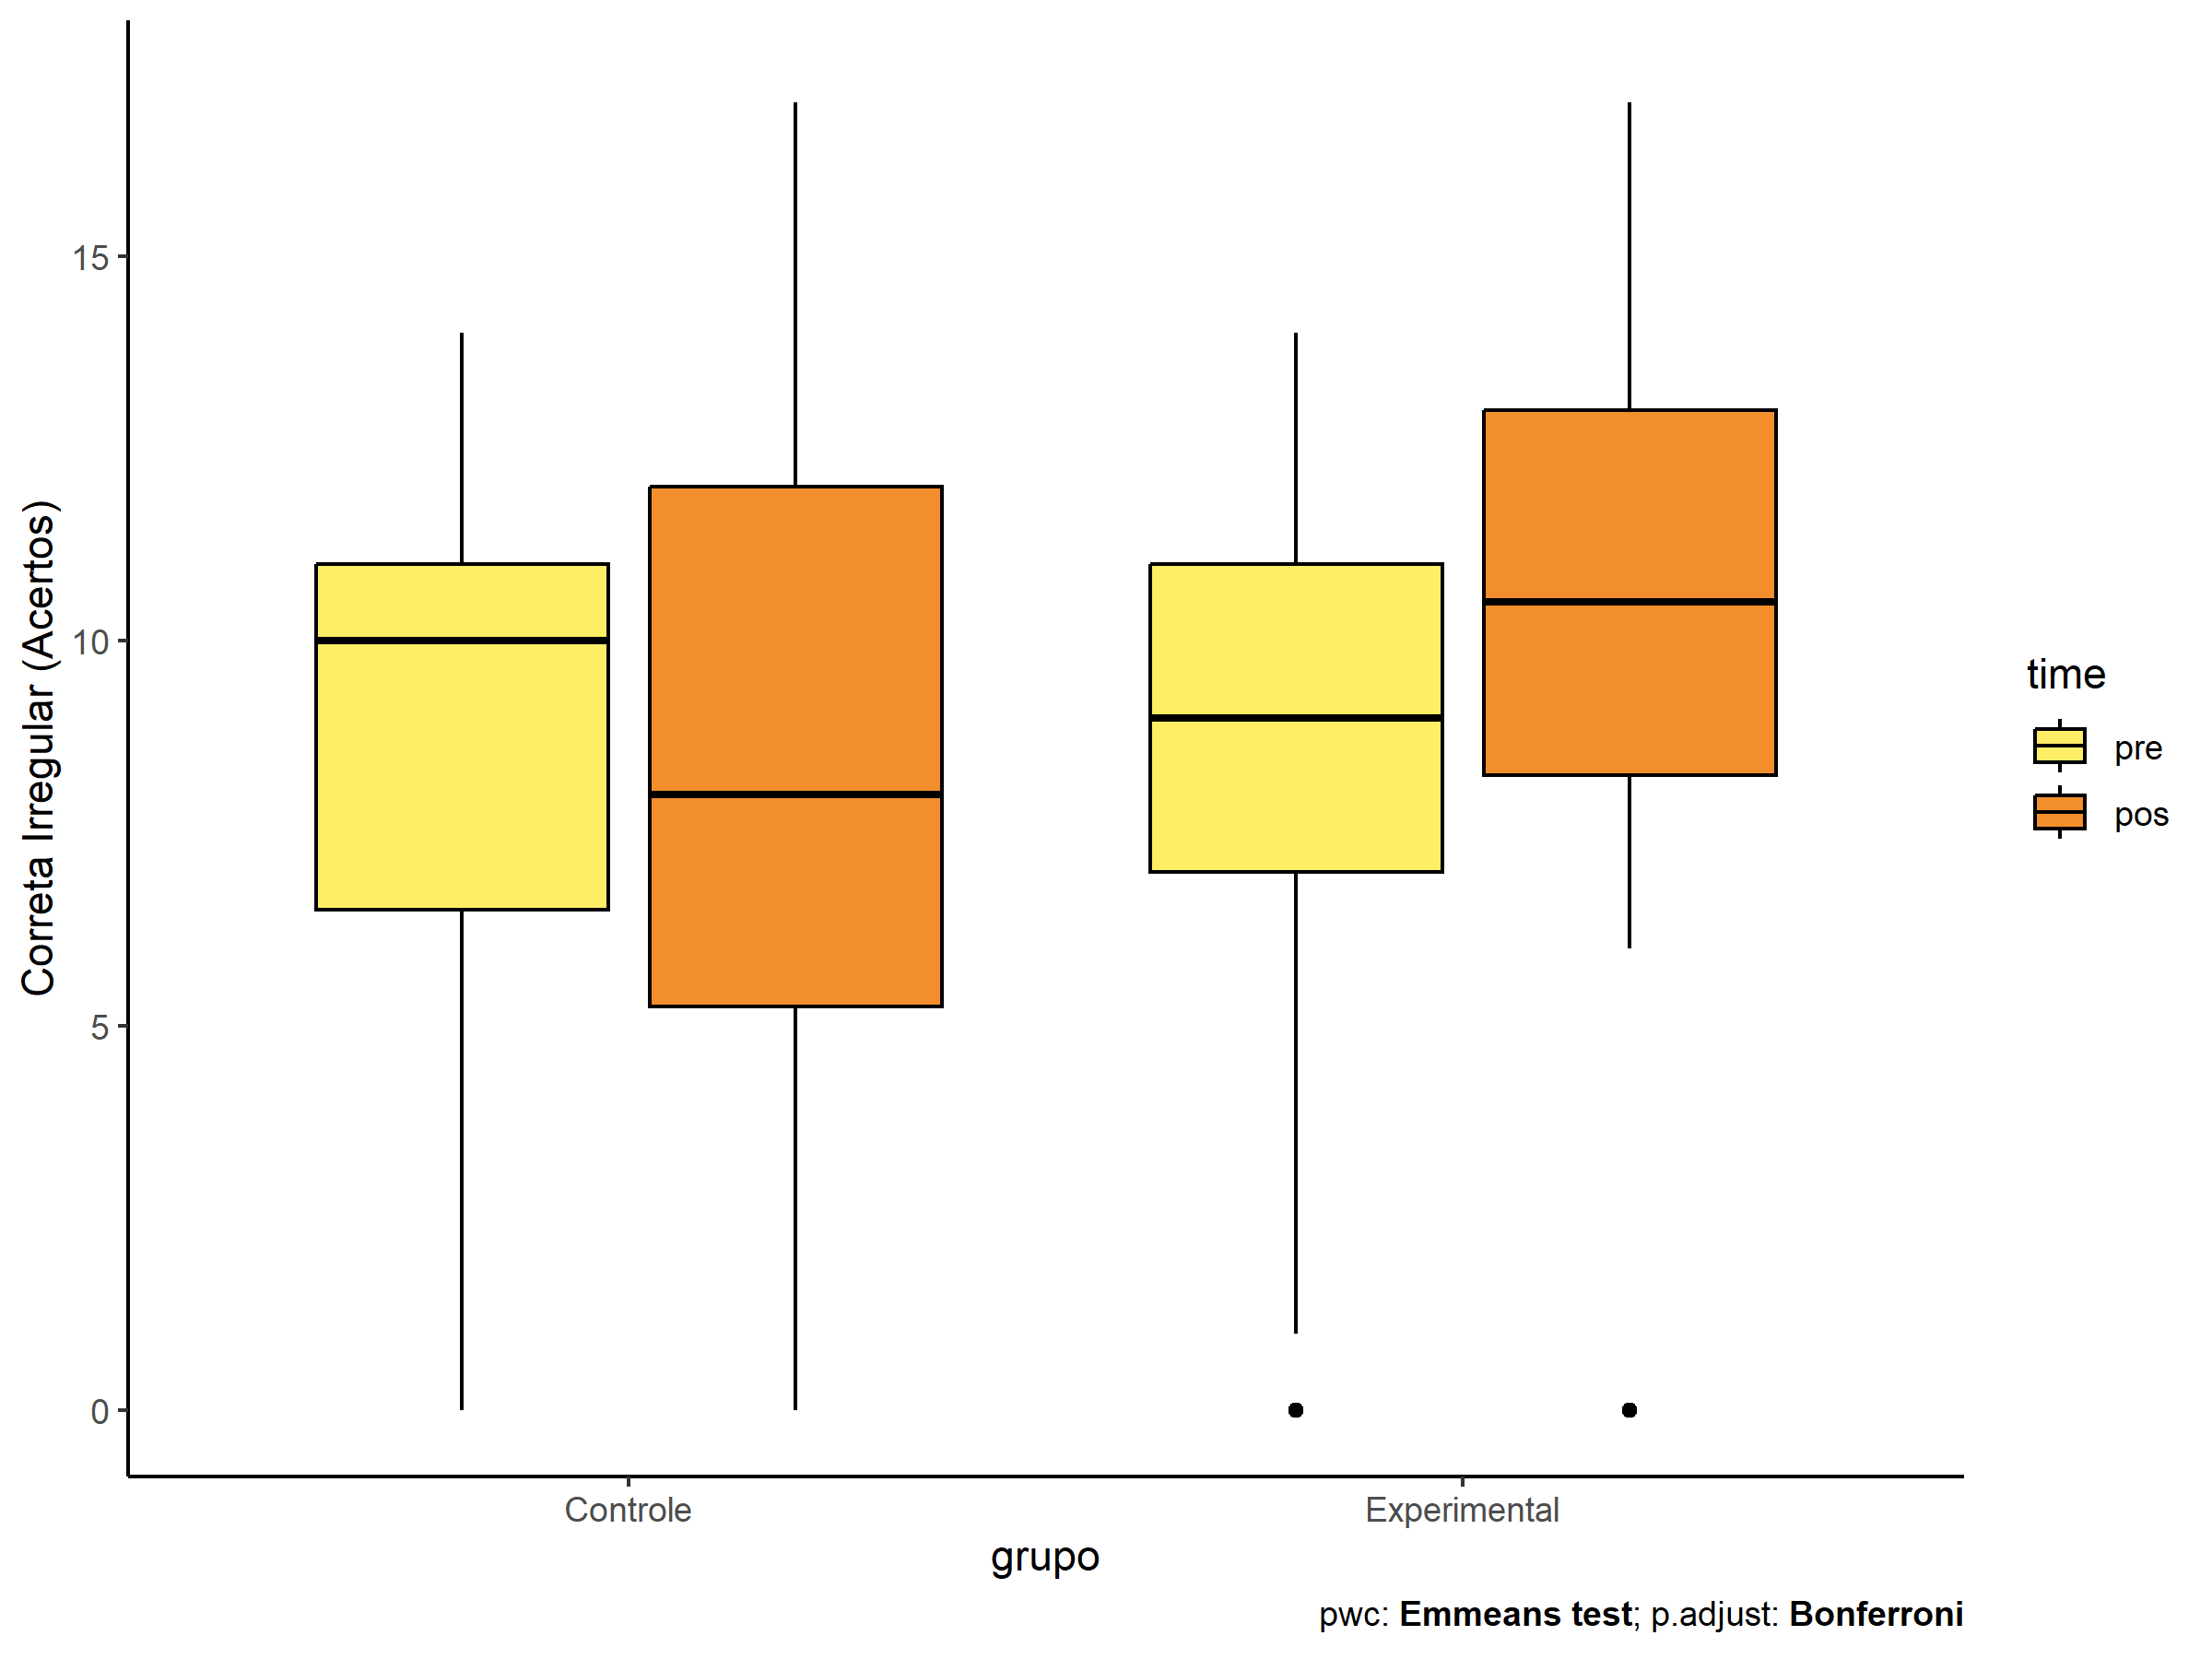 Correta Irregular (Acertos)
15
10
5
0
Controle
Experimental
grupo
time
pre
pos
pwc: Emmeans test; p.adjust: Bonferroni